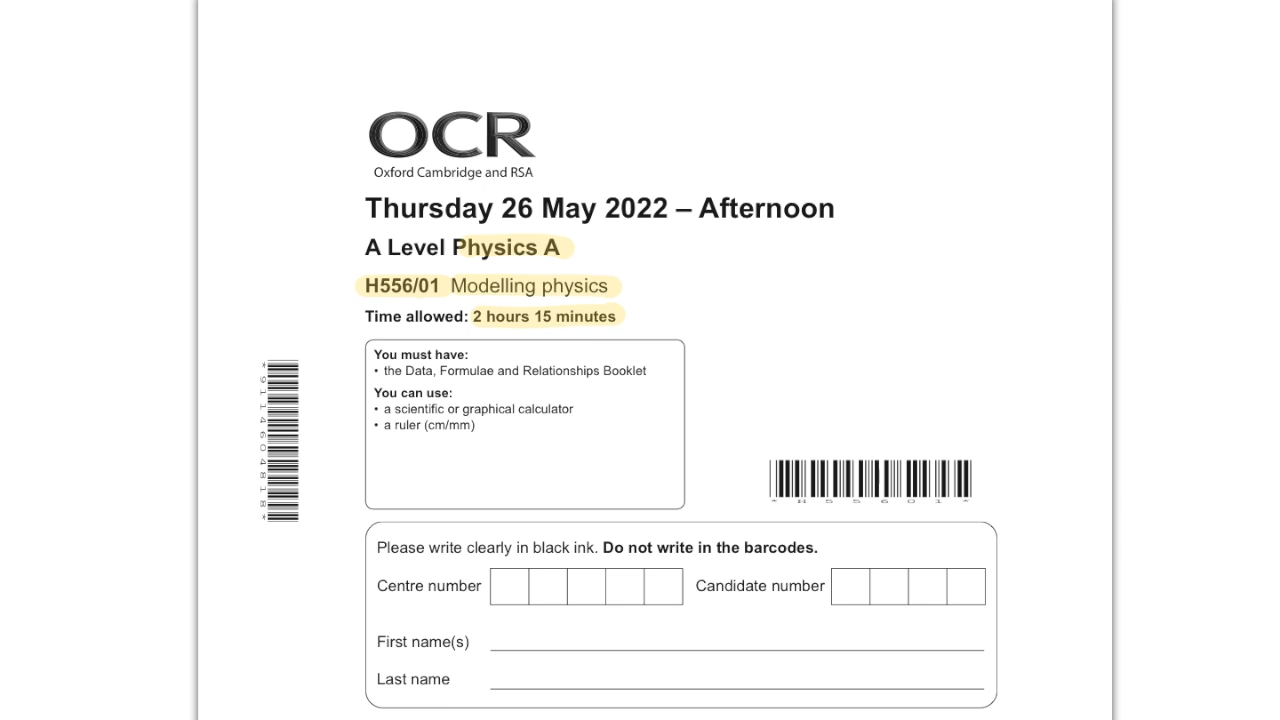 OCR
Oxford Cambridge and RSA
Thursday 26 May 2022 – Afternoon
A Level Physics A
H556/01 Modelling physics
Time allowed: 2 hours 15 minutes
You must have:
• the Data, Formulae and Relationships Booklet
You can use:
• a scientific or graphical calculator
• a ruler (cm/mm)
*9114604818*
*H55601*
Please write clearly in black ink. Do not write in the barcodes.
Centre number
Candidate number
First name(s)
Last name